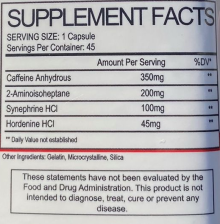 SUPPLEMENT FACTS
SERVING SIZE: 1 Capsule
Servings Per Container: 45
Amount Per Serving %DV*
Caffeine Anhydrous 350mg **
2-Aminoisoheptane 200mg **
Synephrine HCl 100mg **
Hordenine HCl 45mg **
** Daily Value not established
Other Ingredients: Gelatin, Microcrystalline, Silica
These statements have not been evaluated by the
Food and Drug Administration. This product is not
intended to diagnose, treat, cure or prevent any
disease.